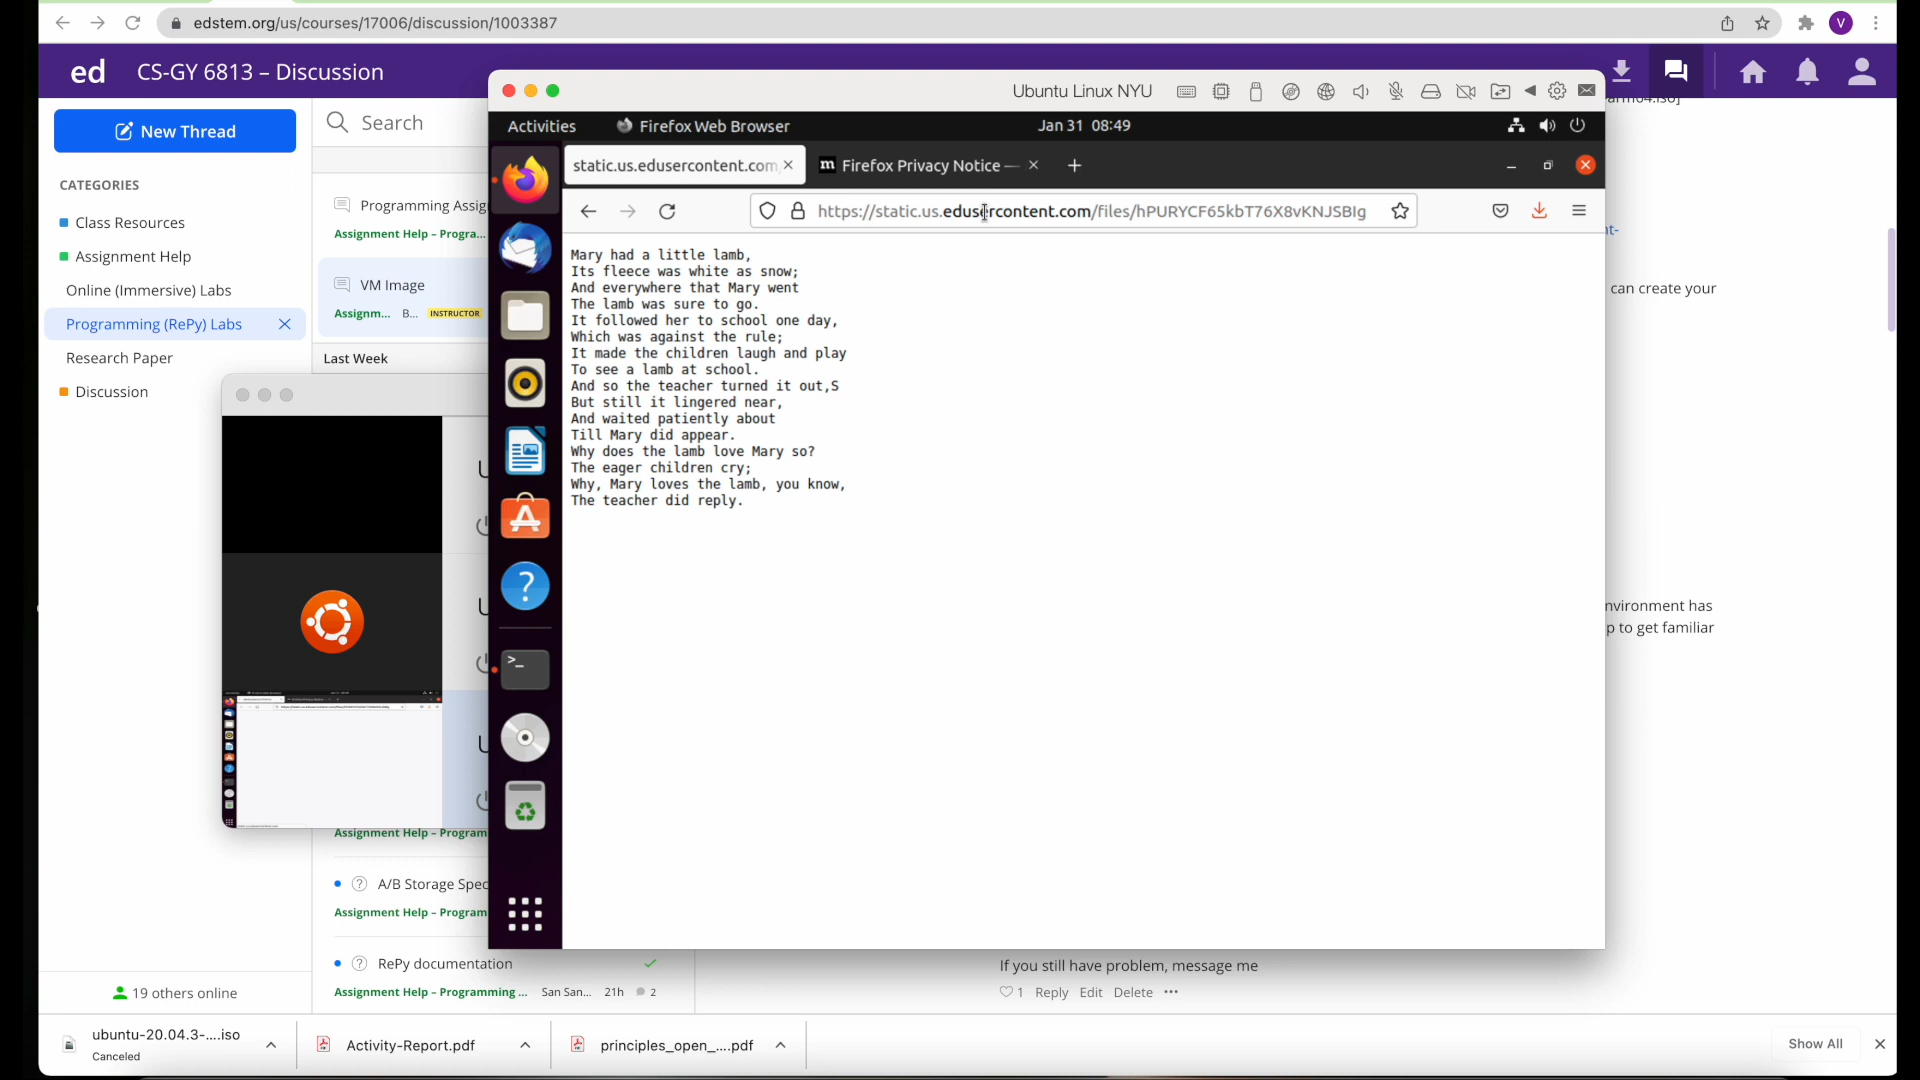 edstem.org/us/courses/17006/discussion/1003387
V
ed CS-GY 6813 – Discussion
New Thread
Search
CATEGORIES
Class Resources
Assignment Help
Online (Immersive) Labs
Programming (RePy) Labs
Research Paper
Discussion
19 others online
Programming Assig
Assignment Help – Progra...
VM Image
Assignm... B... INSTRUCTOR
Last Week
Ubuntu Linux NYU
Activities Firefox Web Browser Jan 31 08:49
static.us.edusercontent.com Firefox Privacy Notice —
https://static.us.edusercontent.com/files/hPURYCF65kbT76X8vKNJSBIg
Mary had a little lamb,
Its fleece was white as snow;
And everywhere that Mary went
The lamb was sure to go.
It followed her to school one day,
Which was against the rule;
It made the children laugh and play
To see a lamb at school.
And so the teacher turned it out,S
But still it lingered near,
And waited patiently about
Till Mary did appear.
Why does the lamb love Mary so?
The eager children cry;
Why, Mary loves the lamb, you know,
The teacher did reply.
can create your
nvironment has
p to get familiar
Assignment Help – Program
A/B Storage Spec
Assignment Help – Program
RePy documentation
Assignment Help – Programming ... San San... 21h 2
If you still have problem, message me
1 Reply Edit Delete
ubuntu-20.04.3-....iso
Canceled
Activity-Report.pdf
principles_open_....pdf
Show All